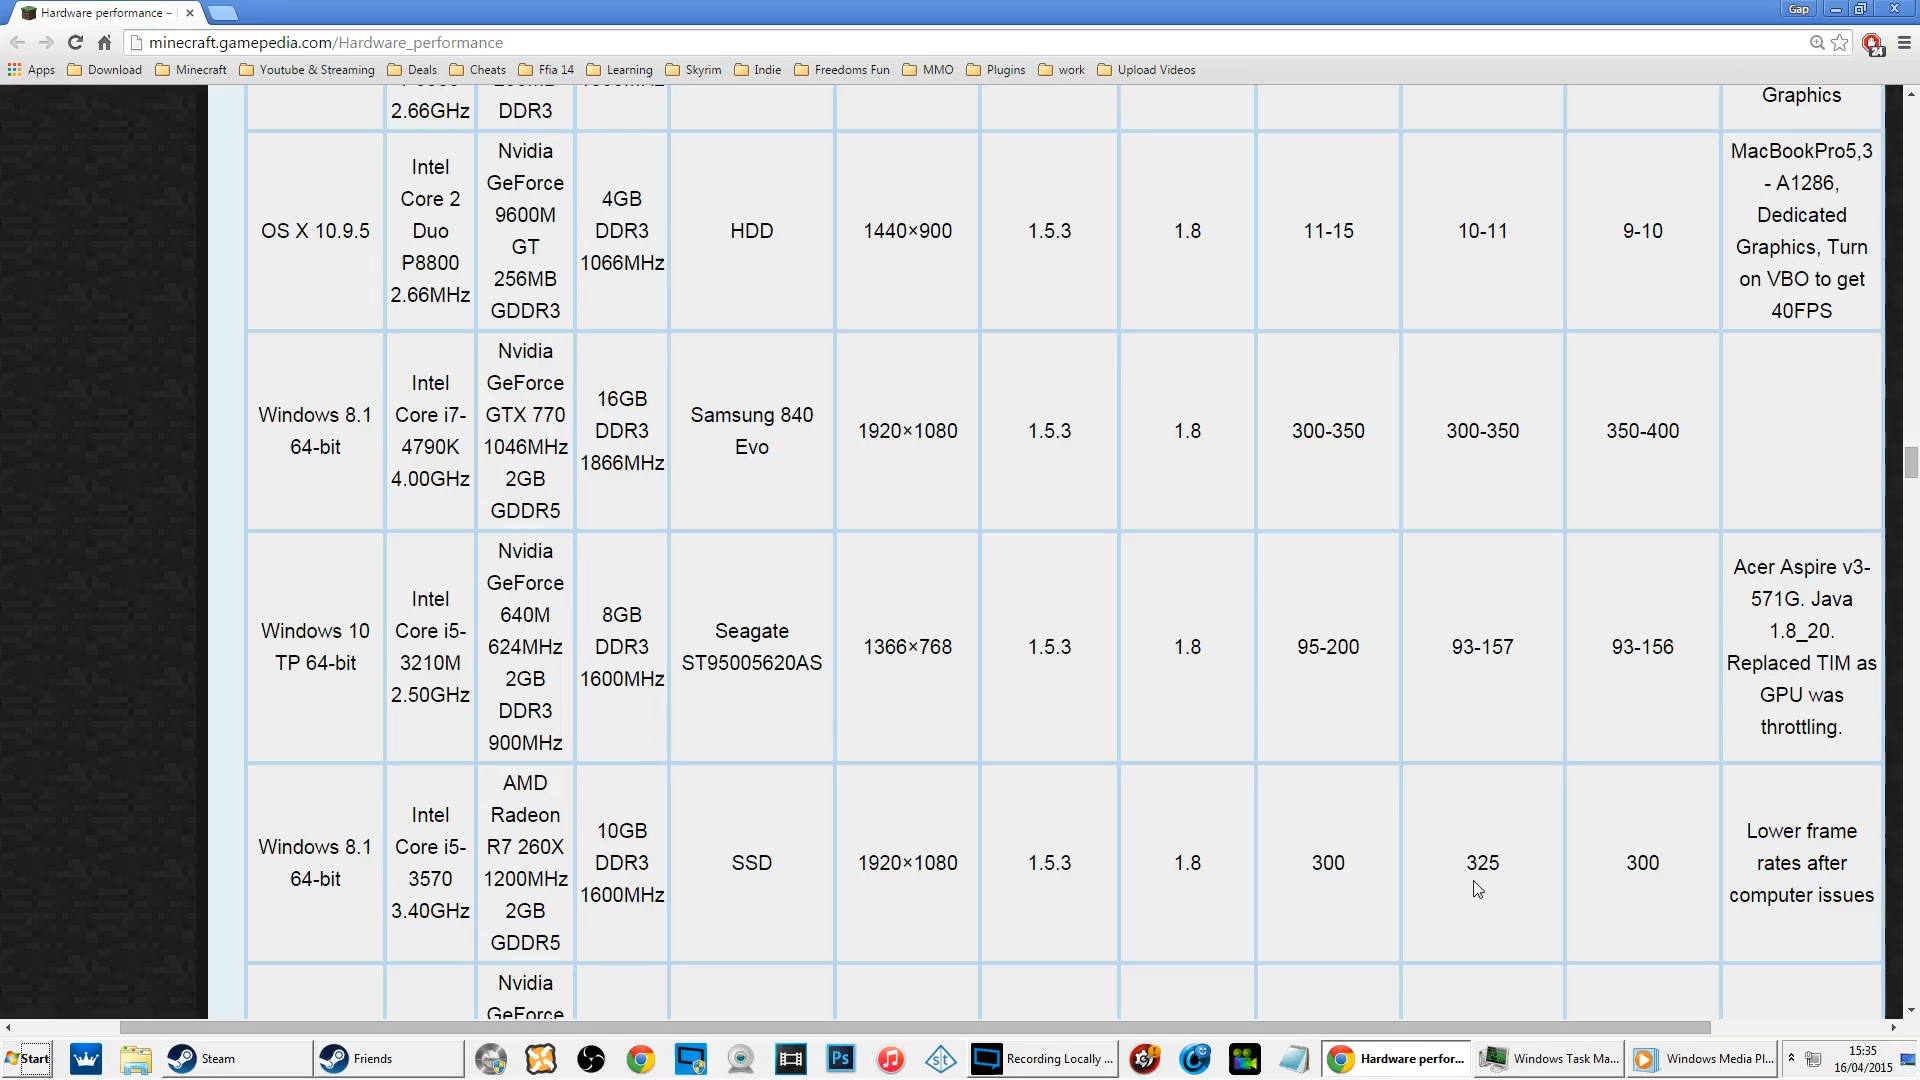 Hardware performance –
Gap
minecraft.gamepedia.com/Hardware_performance
24
Apps
Download
Minecraft
Youtube & Streaming
Deals
Cheats
Ffia 14
Learning
Skyrim
Indie
Freedoms Fun
MMO
Plugins
work
Upload Videos
2.66GHz
DDR3
Graphics
OS X 10.9.5
Intel
Core 2
Duo
P8800
2.66MHz
Nvidia
GeForce
9600M
GT
256MB
GDDR3
4GB
DDR3
1066MHz
HDD
1440×900
1.5.3
1.8
11-15
10-11
9-10
MacBookPro5,3
- A1286,
Dedicated
Graphics, Turn
on VBO to get
40FPS
Windows 8.1
64-bit
Intel
Core i7-
4790K
4.00GHz
Nvidia
GeForce
GTX 770
1046MHz
2GB
GDDR5
16GB
DDR3
1866MHz
Samsung 840
Evo
1920×1080
1.5.3
1.8
300-350
300-350
350-400
Windows 10
TP 64-bit
Intel
Core i5-
3210M
2.50GHz
Nvidia
GeForce
640M
624MHz
2GB
DDR3
900MHz
8GB
DDR3
1600MHz
Seagate
ST95005620AS
1366×768
1.5.3
1.8
95-200
93-157
93-156
Acer Aspire v3-
571G. Java
1.8_20.
Replaced TIM as
GPU was
throttling.
Windows 8.1
64-bit
Intel
Core i5-
3570
3.40GHz
AMD
Radeon
R7 260X
1200MHz
2GB
GDDR5
10GB
DDR3
1600MHz
SSD
1920×1080
1.5.3
1.8
300
325
300
Lower frame
rates after
computer issues
Nvidia
GeForce
Start
Steam
Friends
Ps
st
Recording Locally ...
Hardware perfor...
Windows Task Ma...
Windows Media Pl...
15:35
16/04/2015